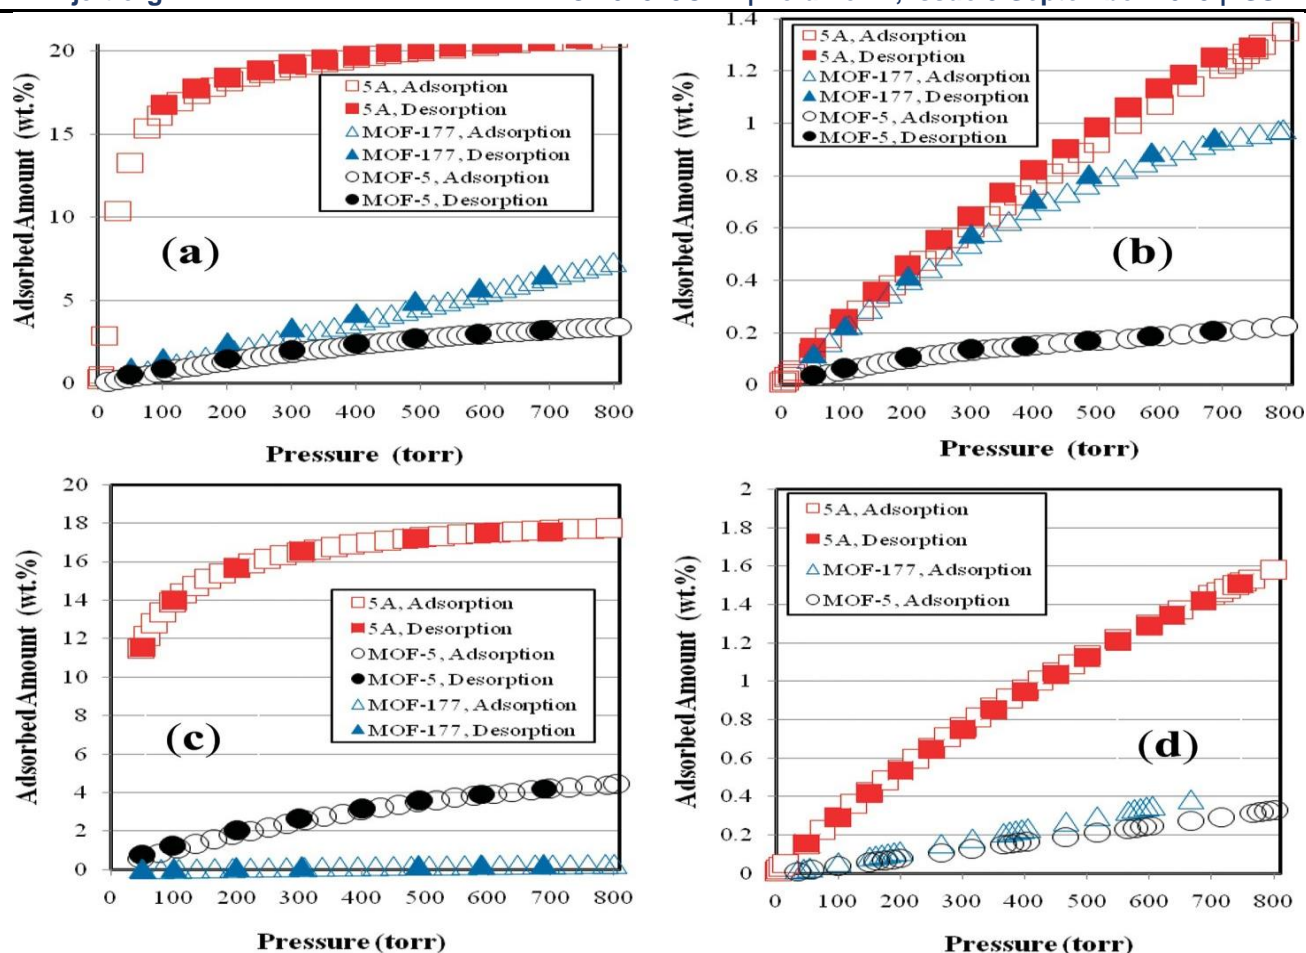 20
15
10
5
0
0
100
200
300
400
500
600
700
800
Adsorbed Amount (wt.%)
Pressure (torr)
5A, Adsorption
5A, Desorption
MOF-177, Adsorption
MOF-177, Desorption
MOF-5, Adsorption
MOF-5, Desorption
(a)
1.4
1.2
1
0.8
0.6
0.4
0.2
0
0
100
200
300
400
500
600
700
800
Adsorbed Amount (wt.%)
Pressure (torr)
5A, Adsorption
5A, Desorption
MOF-177, Adsorption
MOF-177, Desorption
MOF-5, Adsorption
MOF-5, Desorption
(b)
20
18
16
14
12
10
8
6
4
2
0
0
100
200
300
400
500
600
700
800
Adsorbed Amount (wt.%)
Pressure (torr)
5A, Adsorption
5A, Desorption
MOF-5, Adsorption
MOF-5, Desorption
MOF-177, Adsorption
MOF-177, Desorption
(c)
2
1.8
1.6
1.4
1.2
1
0.8
0.6
0.4
0.2
0
0
100
200
300
400
500
600
700
800
Adsorbed Amount (wt.%)
Pressure (torr)
5A, Adsorption
5A, Desorption
MOF-177, Adsorption
MOF-5, Adsorption
(d)